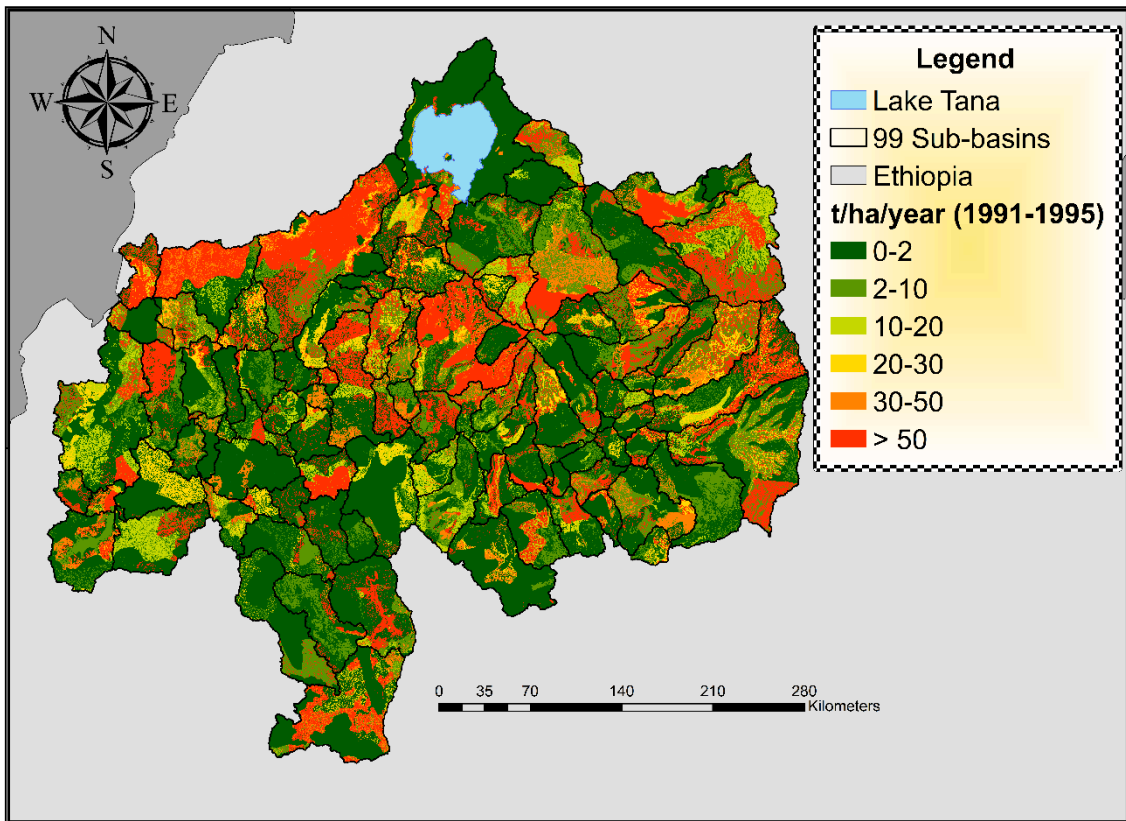 N
W E
S
Legend
Lake Tana
99 Sub-basins
Ethiopia
t/ha/year (1991-1995)
0-2
2-10
10-20
20-30
30-50
> 50
0 35 70 140 210 280
Kilometers